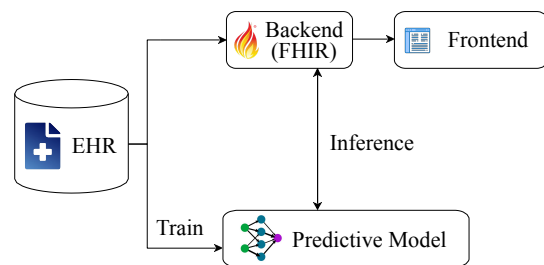 Backend
(FHIR)
Frontend
EHR
Inference
Train
Predictive Model